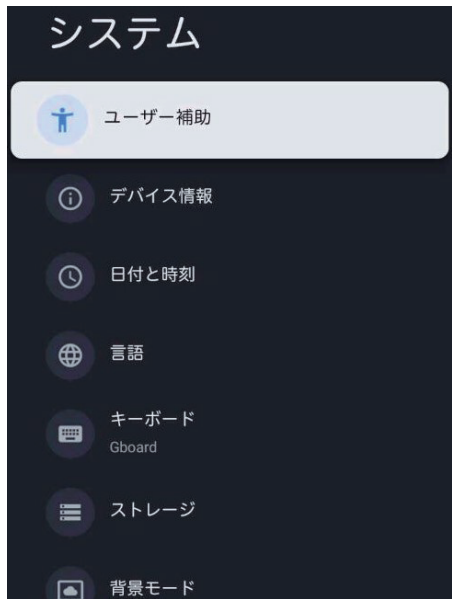 システム
ユーザー補助
デバイス情報
日付と時刻
言語
キーボード
Gboard
ストレージ
背景モード